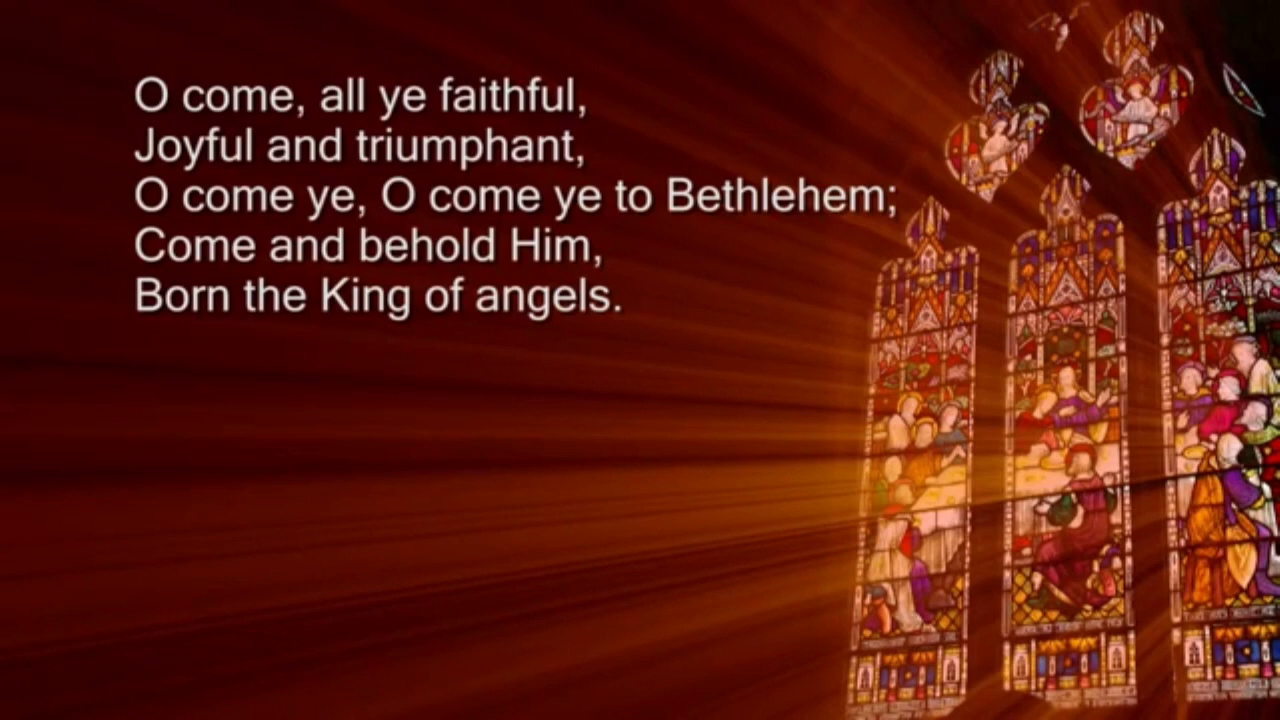 O come, all ye faithful,
Joyful and triumphant,
O come ye, O come ye to Bethlehem;
Come and behold Him,
Born the King of angels.